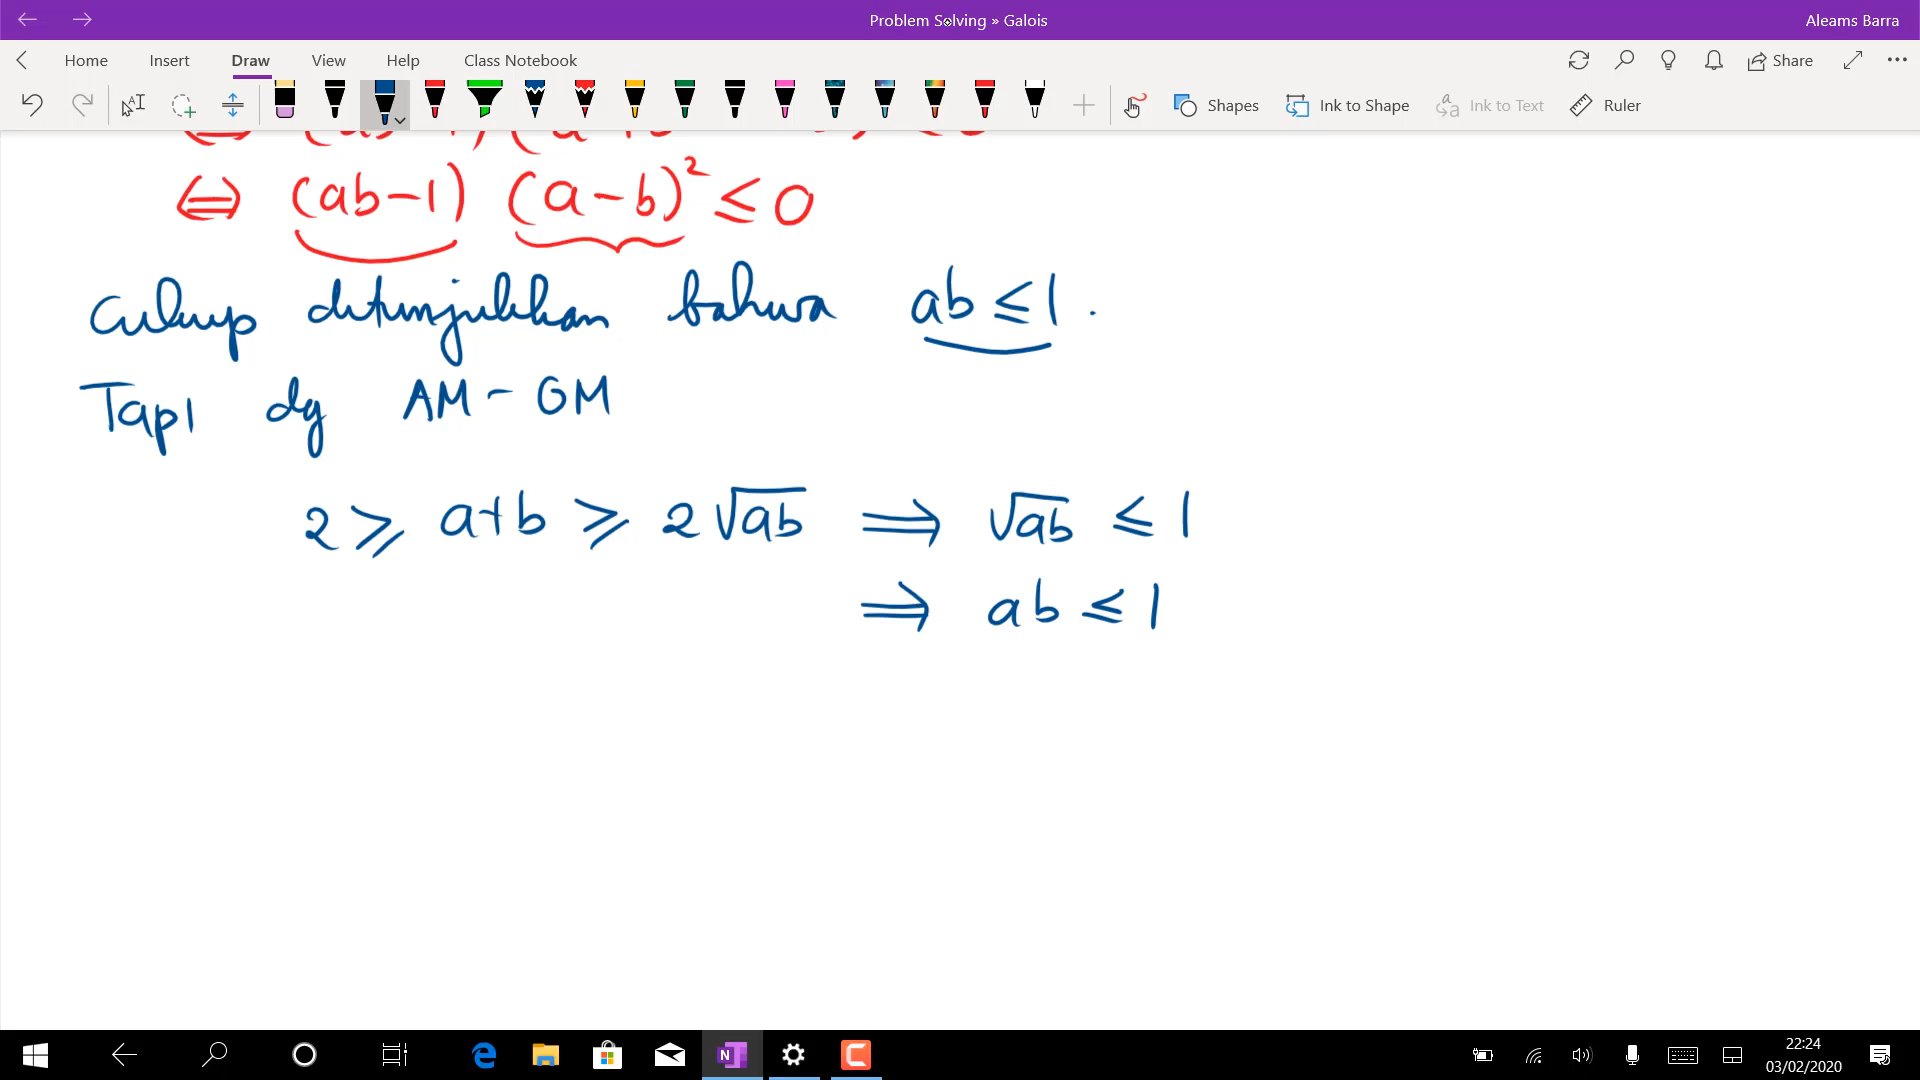 Problem Solving » Galois
Aleams Barra
Home Insert Draw View Help Class Notebook
Share
Shapes Ink to Shape Ink to Text Ruler
⇔ (ab-1) (a-b)² ≤ 0
Cukup ditunjukkan bahwa ab ≤ 1.
Tapi dg AM - GM
2 ≥ a+b ≥ 2√ab ⇒ √ab ≤ 1
⇒ ab ≤ 1
22:24
03/02/2020